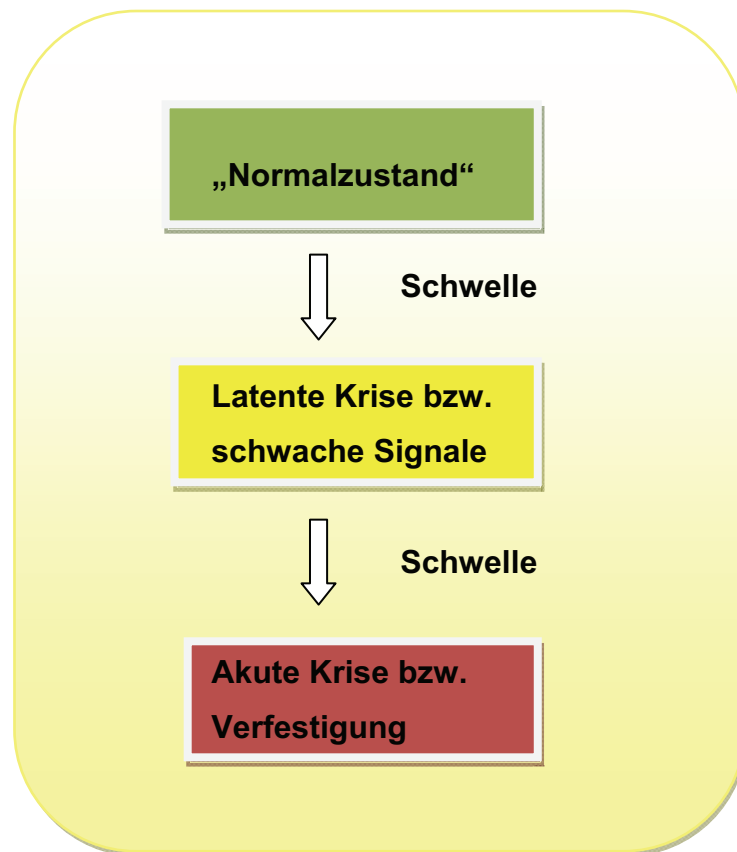 „Normalzustand“
Schwelle
Latente Krise bzw.
schwache Signale
Schwelle
Akute Krise bzw.
Verfestigung